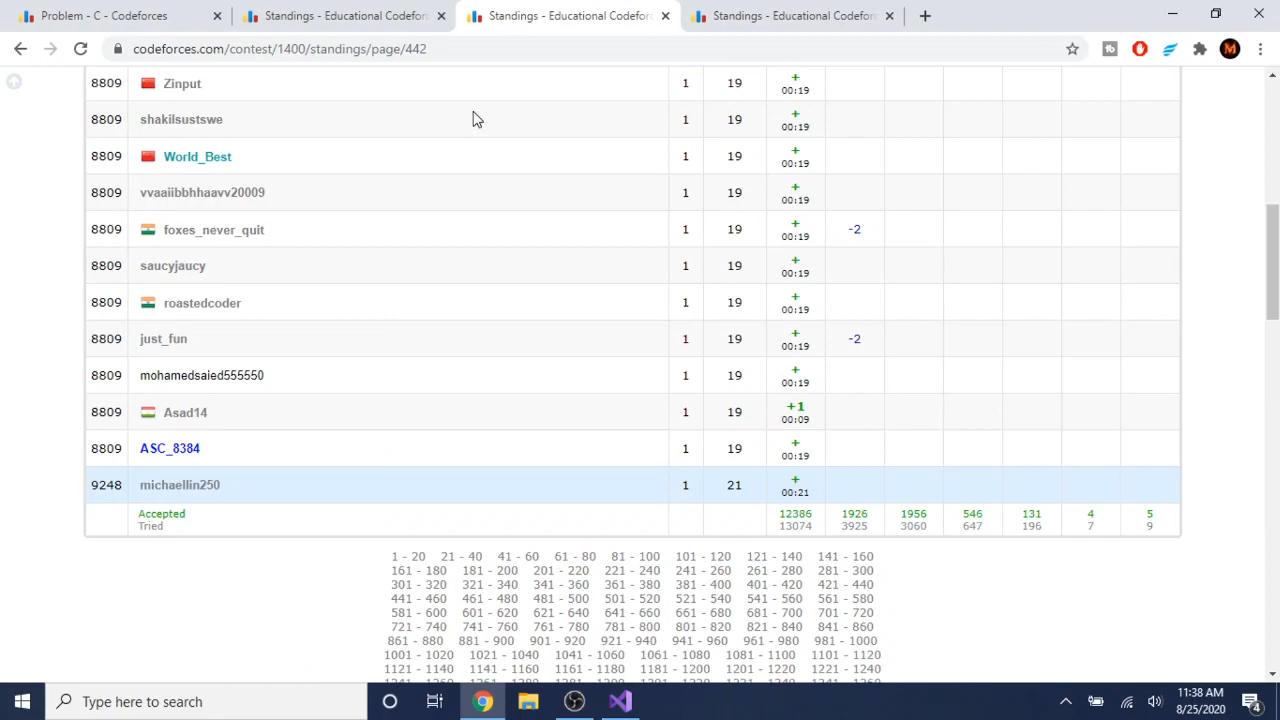 Problem - C - Codeforces
Standings - Educational Codefor
Standings - Educational Codefor
Standings - Educational Codefor
codeforces.com/contest/1400/standings/page/442
8809 Zinput 1 19 + 00:19
8809 shakilsustswe 1 19 + 00:19
8809 World_Best 1 19 + 00:19
8809 vvaaiibbhhaavv20009 1 19 + 00:19
8809 foxes_never_quit 1 19 + 00:19 -2
8809 saucyjaucy 1 19 + 00:19
8809 roastedcoder 1 19 + 00:19
8809 just_fun 1 19 + 00:19 -2
8809 mohamedsaied555550 1 19 + 00:19
8809 Asad14 1 19 +1 00:09
8809 ASC_8384 1 19 + 00:19
9248 michaellin250 1 21 + 00:21
Accepted 12386 1926 1956 546 131 4 5
Tried 13074 3925 3060 647 196 7 9
1 - 20 21 - 40 41 - 60 61 - 80 81 - 100 101 - 120 121 - 140 141 - 160
161 - 180 181 - 200 201 - 220 221 - 240 241 - 260 261 - 280 281 - 300
301 - 320 321 - 340 341 - 360 361 - 380 381 - 400 401 - 420 421 - 440
441 - 460 461 - 480 481 - 500 501 - 520 521 - 540 541 - 560 561 - 580
581 - 600 601 - 620 621 - 640 641 - 660 661 - 680 681 - 700 701 - 720
721 - 740 741 - 760 761 - 780 781 - 800 801 - 820 821 - 840 841 - 860
861 - 880 881 - 900 901 - 920 921 - 940 941 - 960 961 - 980 981 - 1000
1001 - 1020 1021 - 1040 1041 - 1060 1061 - 1080 1081 - 1100 1101 - 1120
1121 - 1140 1141 - 1160 1161 - 1180 1181 - 1200 1201 - 1220 1221 - 1240
Type here to search
11:38 AM
8/25/2020
4